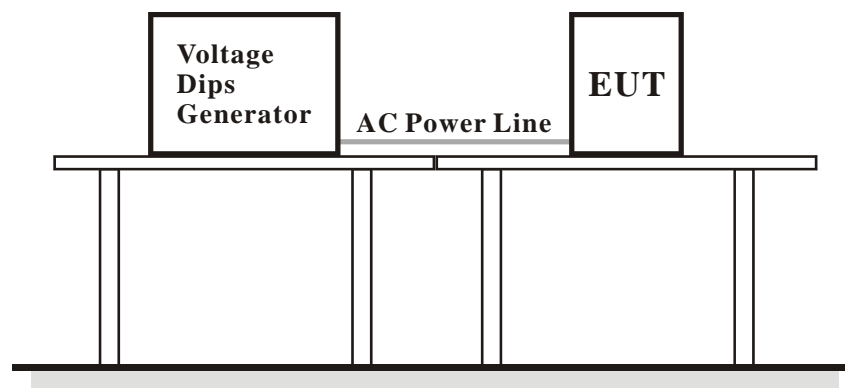 Voltage
Dips
Generator
AC Power Line
EUT